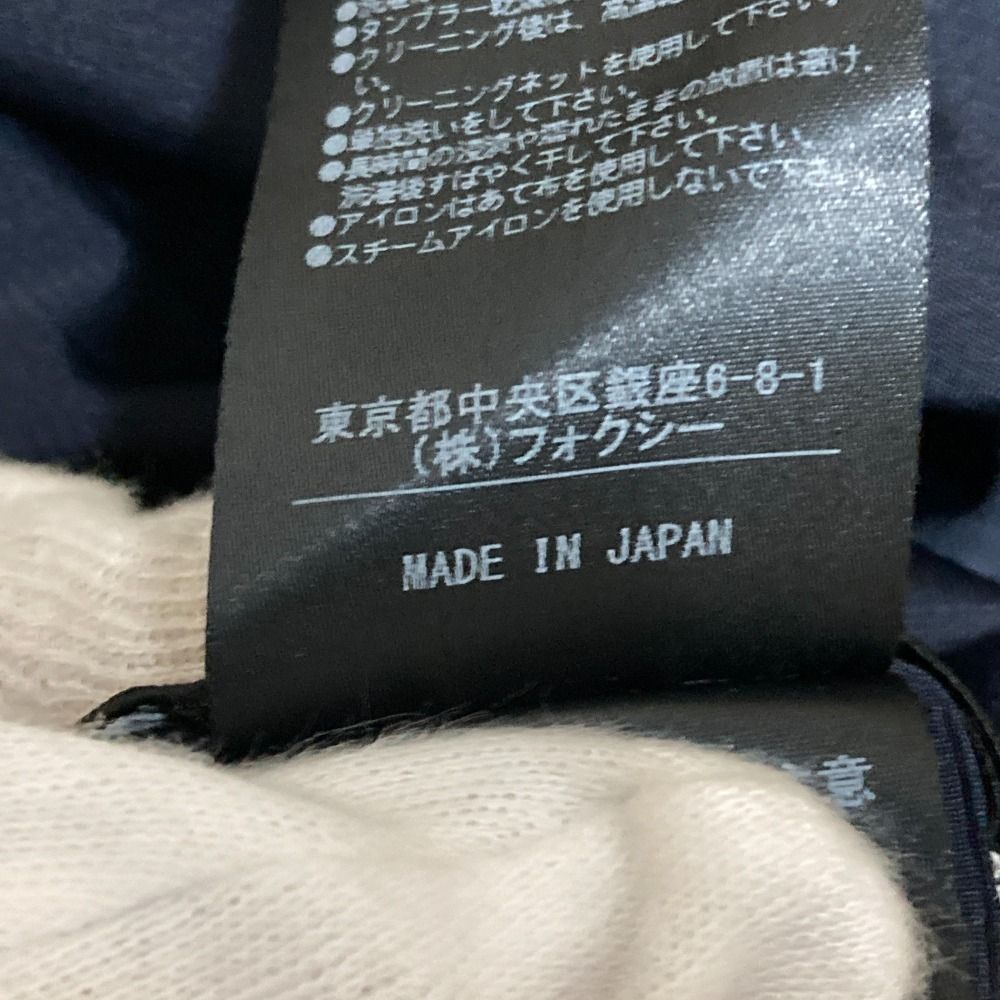 ●タンブラー乾燥
●クリーニング後は、高温
い。
●クリーニングネットを使用して下さい。
●単独洗いをして下さい。
●長時間の浸漬や濡れたままの放置は避け、
洗濯後すばやく干して下さい。
●アイロンはあて布を使用して下さい。
●スチームアイロンを使用しないで下さい。
東京都中央区銀座6-8-1
(株)フォクシー
MADE IN JAPAN
意